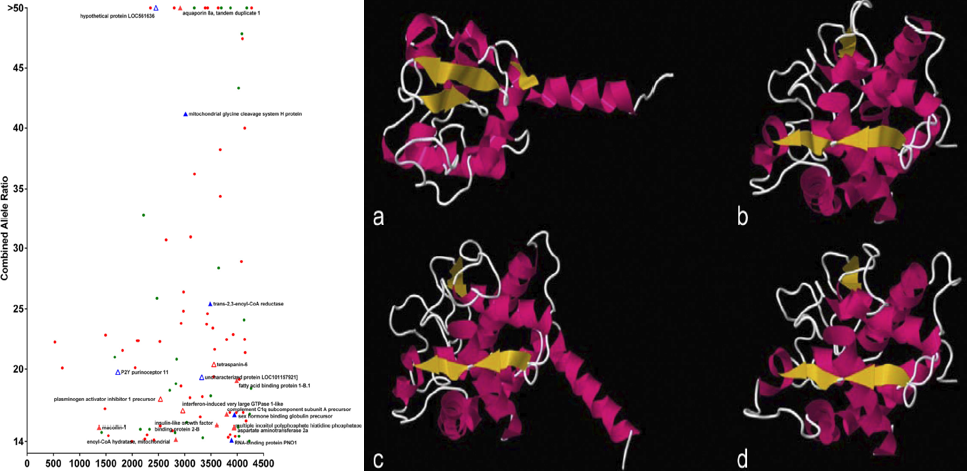 >50
hypothetical protein LOC561636
aquaporin 8a, tandem duplicate 1
45
mitochondrial glycine cleavage system H protein
40
35
30
25
trans-2,3-enoyl-CoA reductase
20
tetraspanin-6
P2Y purinoceptor 11
uncharacterized protein LOC101157921]
fatty acid binding protein 1-B.1
plasminogen activator inhibitor 1 precursor
interferon-induced very large GTPase 1-like
complement C1q subcomponent subunit A precursor
sex hormone binding globulin precursor
macoilin-1
insulin-like growth factor
binding protein 2-B
multiple inositol polyphosphate histidine phosphatase
aspartate aminotransferase 2a
14
enoyl-CoA hydratase, mitochondrial
RNA-binding protein PNO1
Combined Allele Ratio
0 500 1000 1500 2000 2500 3000 3500 4000 4500
a
b
c
d